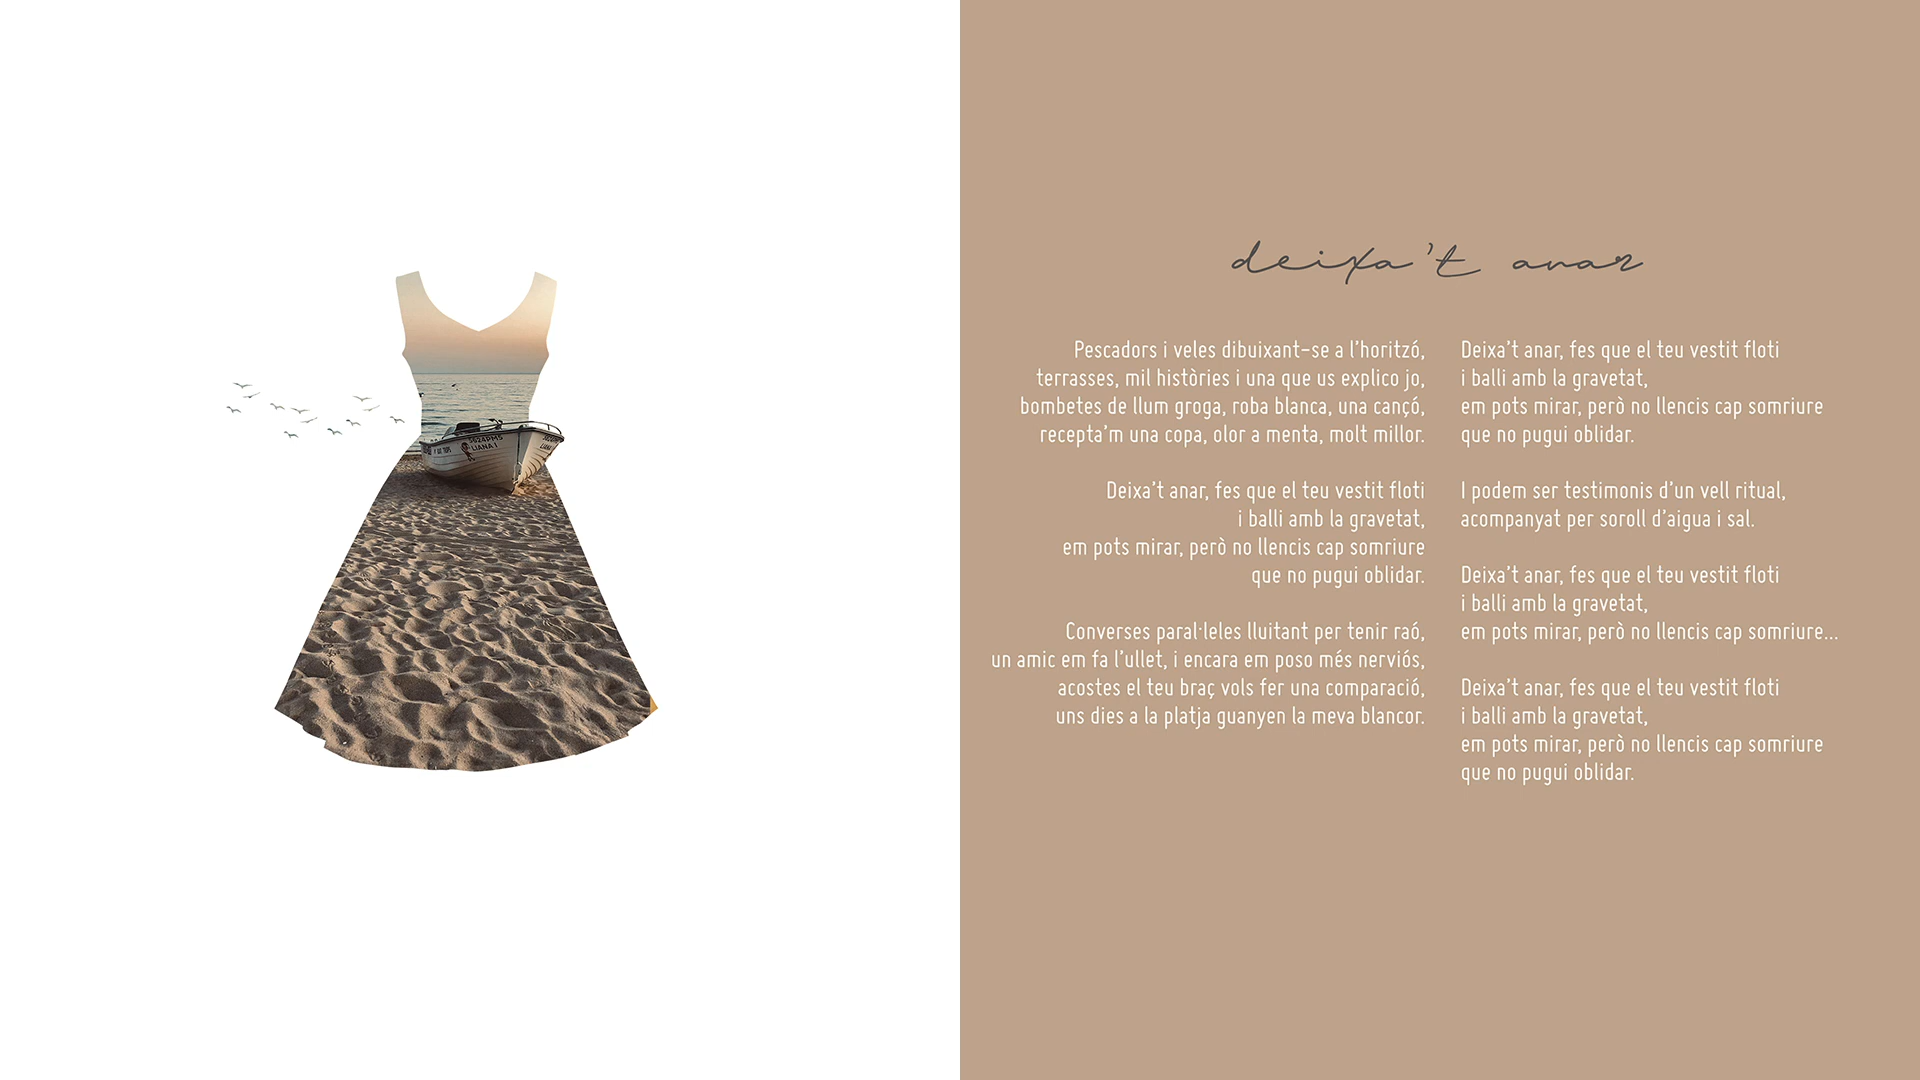 SG24PMS
LIANA I
deixa't anar
Pescadors i veles dibuixant-se a l'horitzó,
terrasses, mil històries i una que us explico jo,
bombetes de llum groga, roba blanca, una cançó,
recepta'm una copa, olor a menta, molt millor.
Deixa't anar, fes que el teu vestit floti
i balli amb la gravetat,
em pots mirar, però no llencis cap somriure
que no pugui oblidar.
Converses paral·leles lluitant per tenir raó,
un amic em fa l'ullet, i encara em poso més nerviós,
acostes el teu braç vols fer una comparació,
uns dies a la platja guanyen la meva blancor.
Deixa't anar, fes que el teu vestit floti
i balli amb la gravetat,
em pots mirar, però no llencis cap somriure
que no pugui oblidar.
I podem ser testimonis d'un vell ritual,
acompanyat per soroll d'aigua i sal.
Deixa't anar, fes que el teu vestit floti
i balli amb la gravetat,
em pots mirar, però no llencis cap somriure...
Deixa't anar, fes que el teu vestit floti
i balli amb la gravetat,
em pots mirar, però no llencis cap somriure
que no pugui oblidar.